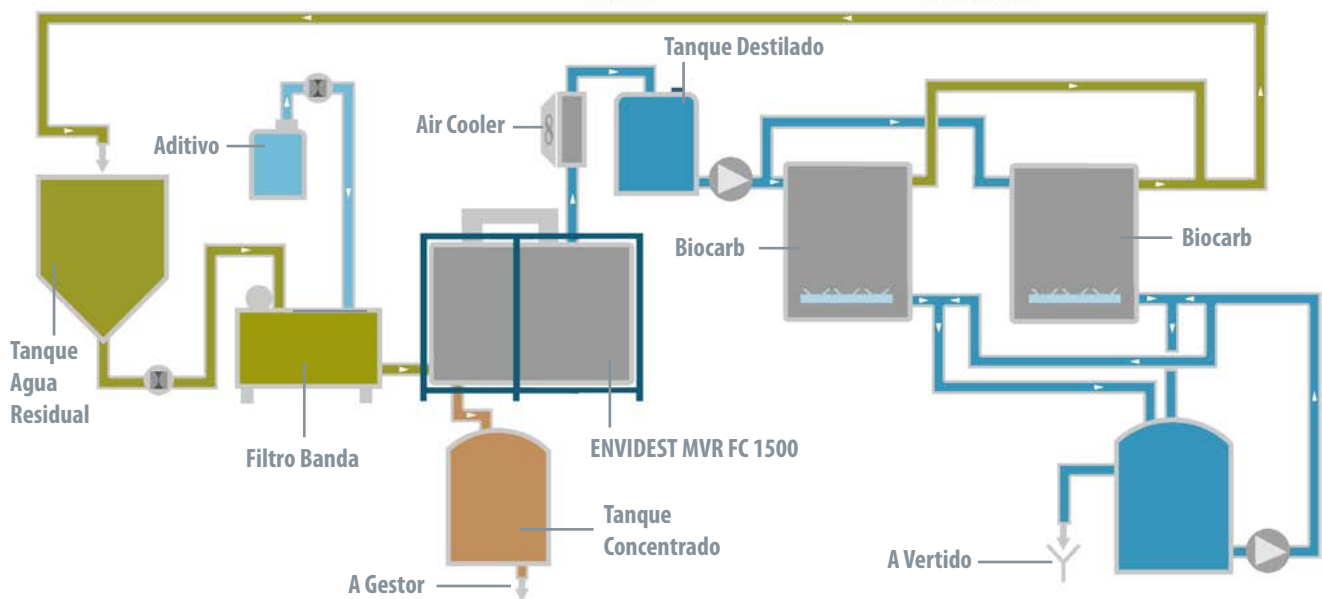 Tanque Destilado
Air Cooler
Aditivo
Biocarb
Biocarb
Tanque
Agua
Residual
Filtro Banda
ENVIDEST MVR FC 1500
Tanque
Concentrado
A Gestor
A Vertido